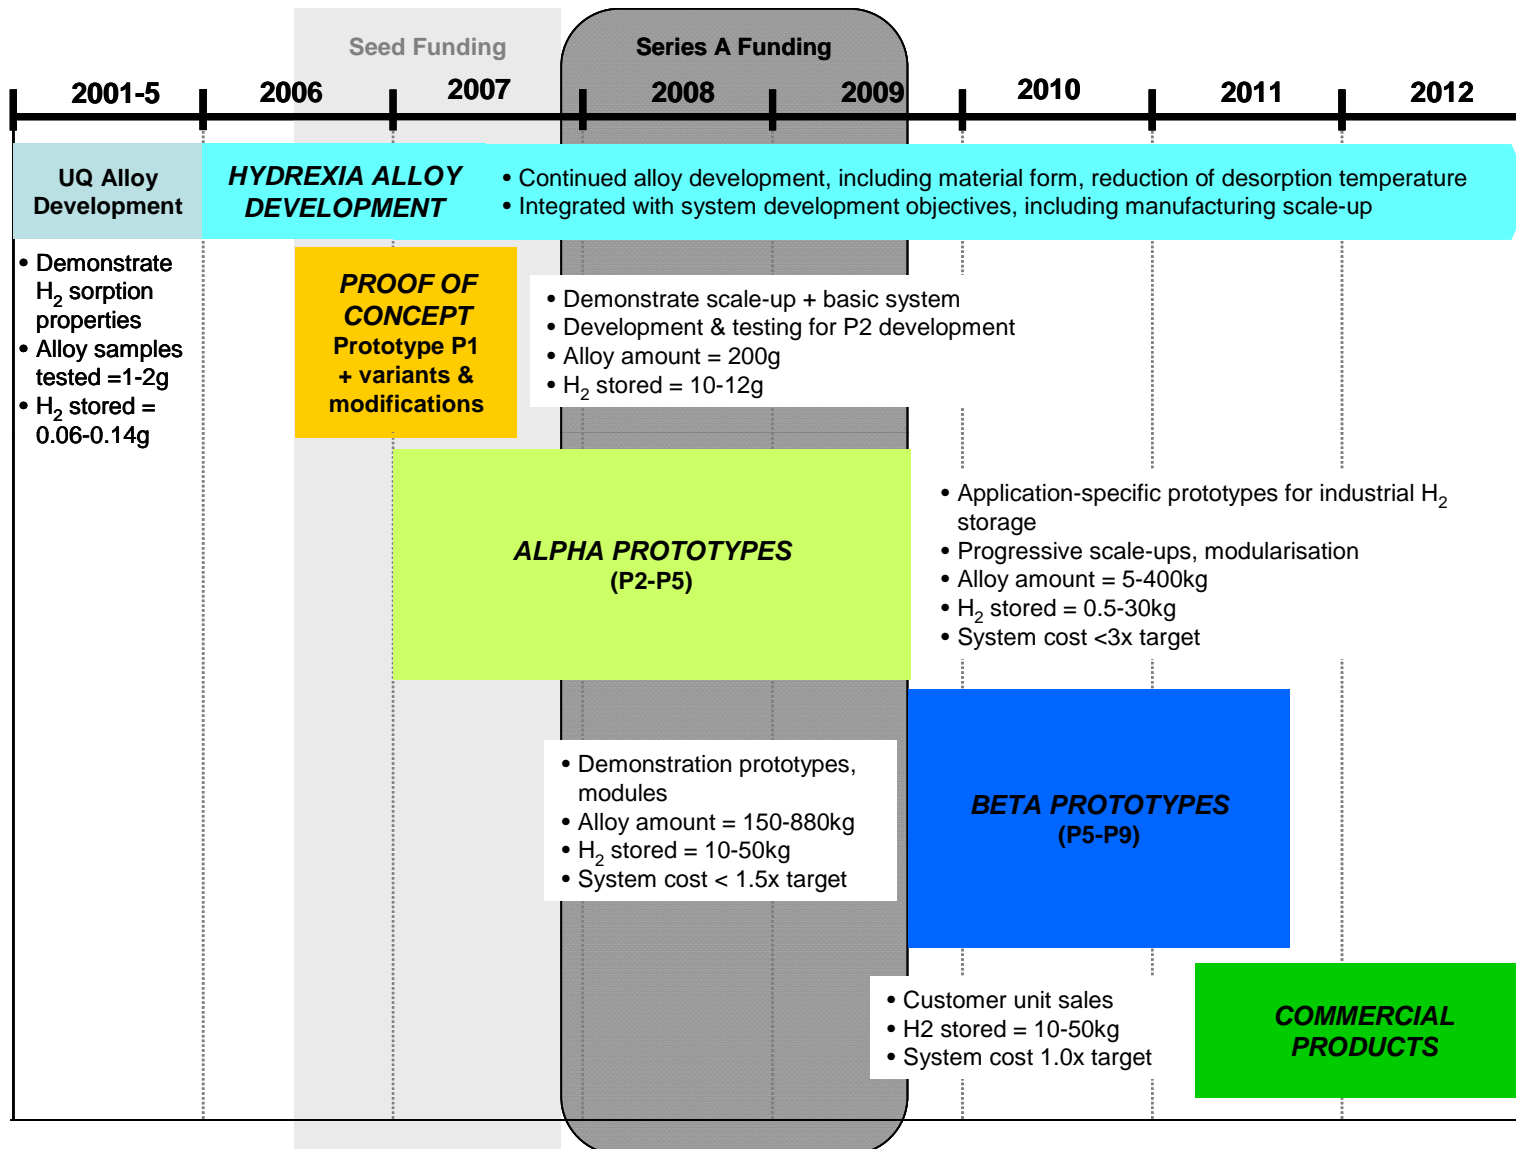 Seed Funding
Series A Funding
2001-5
2006
2007
2008
2009
2010
2011
2012
UQ Alloy
Development
HYDREXIA ALLOY
DEVELOPMENT
• Continued alloy development, including material form, reduction of desorption temperature
• Integrated with system development objectives, including manufacturing scale-up
• Demonstrate
H2 sorption
properties
• Alloy samples
tested =1-2g
• H2 stored =
0.06-0.14g
PROOF OF
CONCEPT
Prototype P1
+ variants &
modifications
• Demonstrate scale-up + basic system
• Development & testing for P2 development
• Alloy amount = 200g
• H2 stored = 10-12g
ALPHA PROTOTYPES
(P2-P5)
• Application-specific prototypes for industrial H2
storage
• Progressive scale-ups, modularisation
• Alloy amount = 5-400kg
• H2 stored = 0.5-30kg
• System cost <3x target
• Demonstration prototypes,
modules
• Alloy amount = 150-880kg
• H2 stored = 10-50kg
• System cost < 1.5x target
BETA PROTOTYPES
(P5-P9)
• Customer unit sales
• H2 stored = 10-50kg
• System cost 1.0x target
COMMERCIAL
PRODUCTS